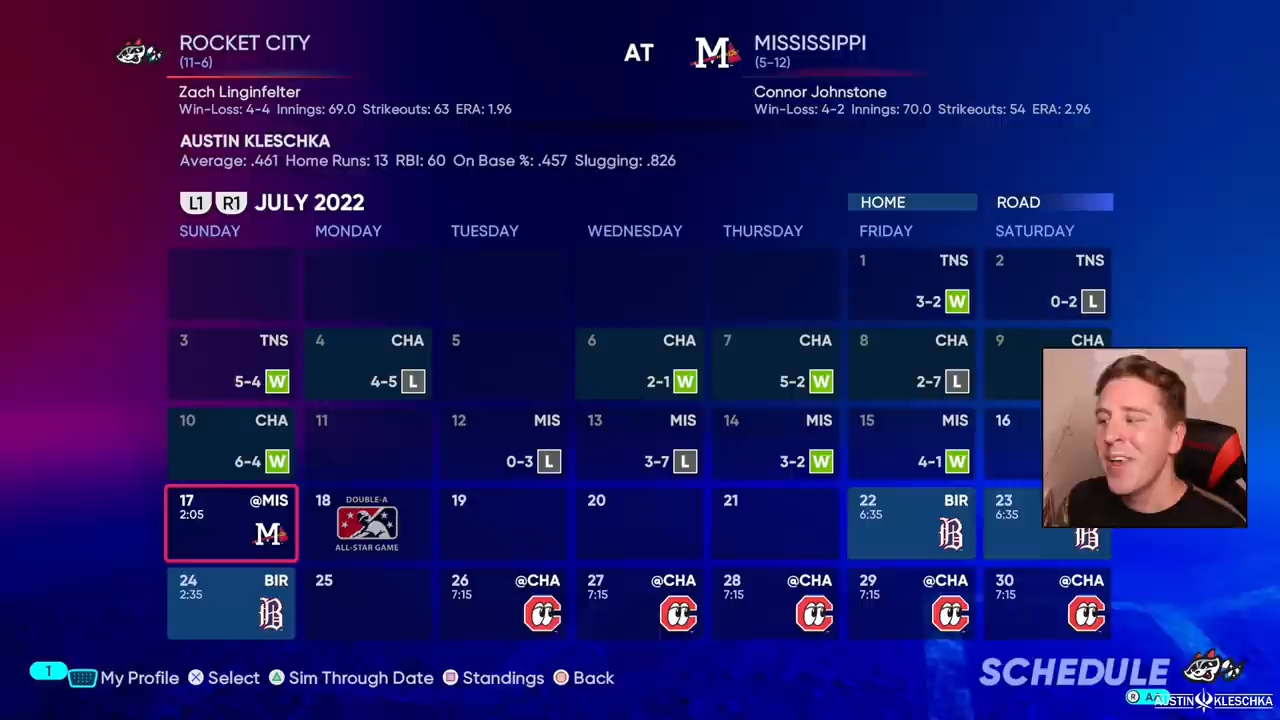 ROCKET CITY
(11-6)
AT
M
MISSISSIPPI
(5-12)
Zach Linginfelter
Win-Loss: 4-4 Innings: 69.0 Strikeouts: 63 ERA: 1.96
Connor Johnstone
Win-Loss: 4-2 Innings: 70.0 Strikeouts: 54 ERA: 2.96
AUSTIN KLESCHKA
Average: .461 Home Runs: 13 RBI: 60 On Base %: .457 Slugging: .826
L1 R1 JULY 2022
HOME ROAD
SUNDAY MONDAY TUESDAY WEDNESDAY THURSDAY FRIDAY SATURDAY
1 TNS 2 TNS
3-2 W 0-2 L
3 TNS 4 CHA 5 6 CHA 7 CHA 8 CHA 9 CHA
5-4 W 4-5 L 2-1 W 5-2 W 2-7 L
10 CHA 11 12 MIS 13 MIS 14 MIS 15 MIS 16
6-4 W 0-3 L 3-7 L 3-2 W 4-1 W
17 @MIS 18 DOUBLE-A 19 20 21 22 BIR 23
2:05 M ALL-STAR GAME 6:35 B 6:35 B
24 BIR 25 26 @CHA 27 @CHA 28 @CHA 29 @CHA 30 @CHA
2:35 B 7:15 C 7:15 C 7:15 C 7:15 C 7:15 C
1 My Profile Select Sim Through Date Standings Back
SCHEDULE
R
AUSTIN KLESCHKA